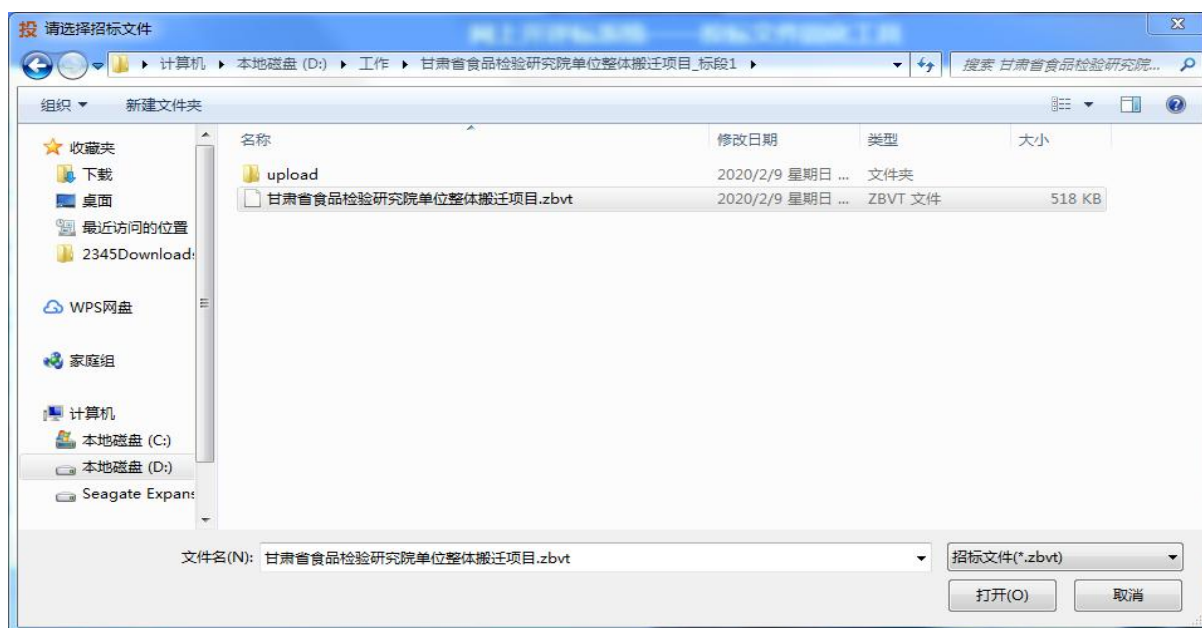 投 请选择招标文件
计算机 本地磁盘 (D:) 工作 甘肃省食品检验研究院单位整体搬迁项目_标段1 搜索 甘肃省食品检验研究院...
组织 新建文件夹
名称 修改日期 类型 大小
收藏夹
下载
桌面
最近访问的位置
2345Downloads
WPS网盘
家庭组
计算机
本地磁盘 (C:)
本地磁盘 (D:)
Seagate Expans
upload 2020/2/9 星期日 ... 文件夹
甘肃省食品检验研究院单位整体搬迁项目.zbvt 2020/2/9 星期日 ... ZBVT 文件 518 KB
文件名(N): 甘肃省食品检验研究院单位整体搬迁项目.zbvt 招标文件(*.zbvt)
打开(O) 取消